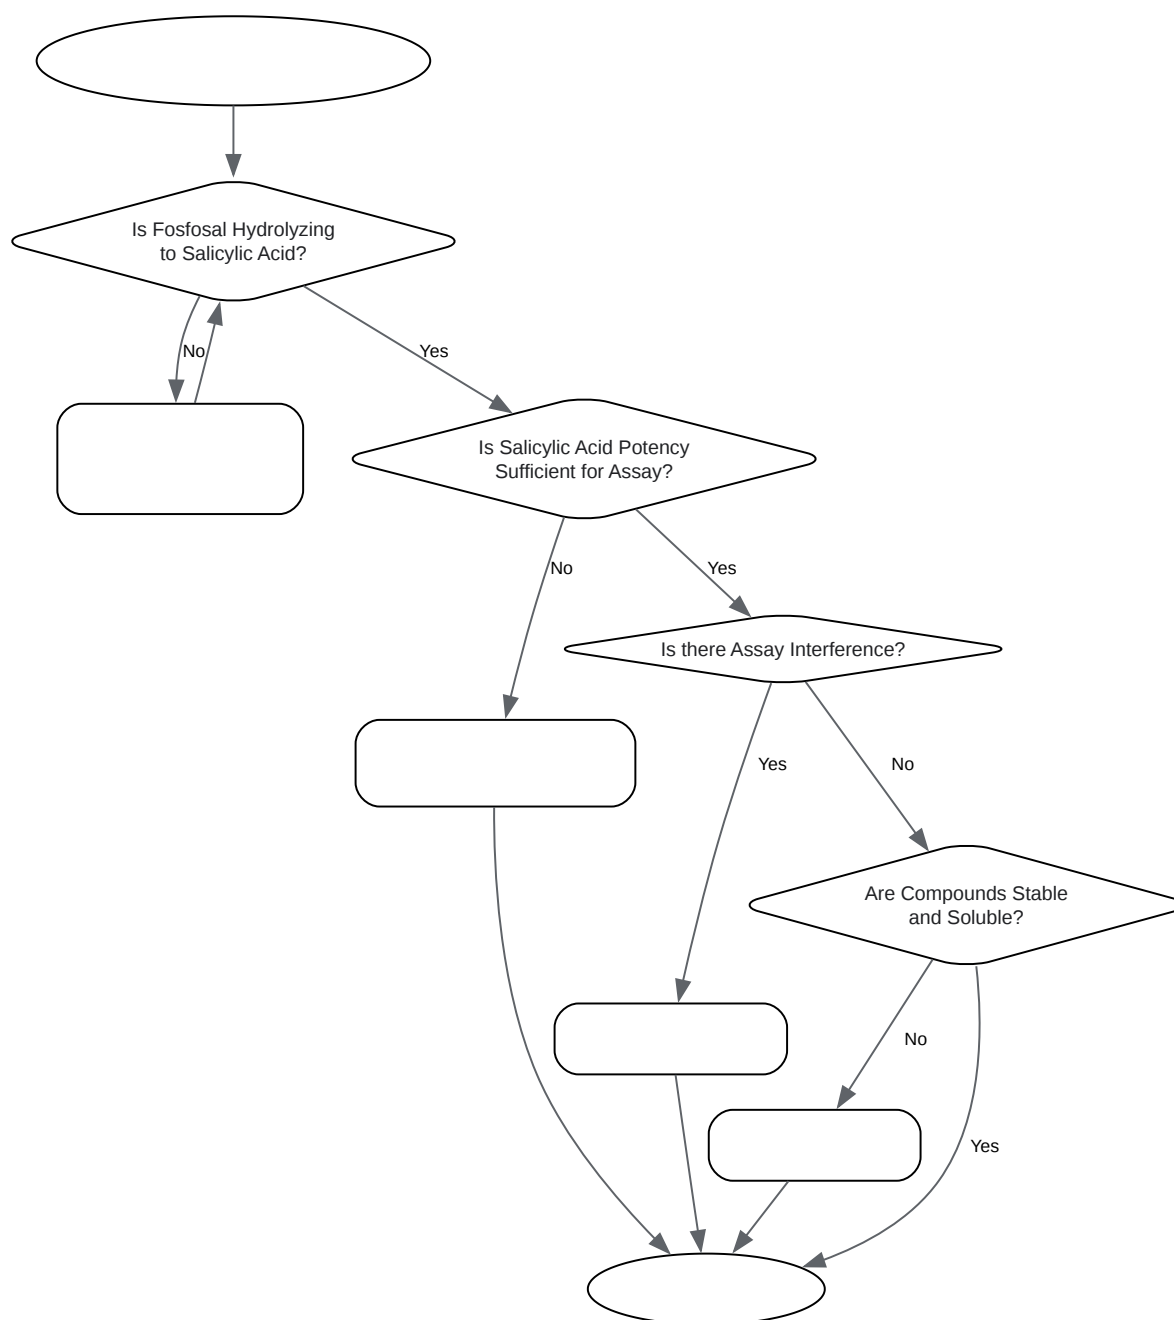 Is Fosfosal Hydrolyzing
to Salicylic Acid?
No
Yes
Is Salicylic Acid Potency
Sufficient for Assay?
No
Yes
Is there Assay Interference?
Yes
No
Are Compounds Stable
and Soluble?
No
Yes